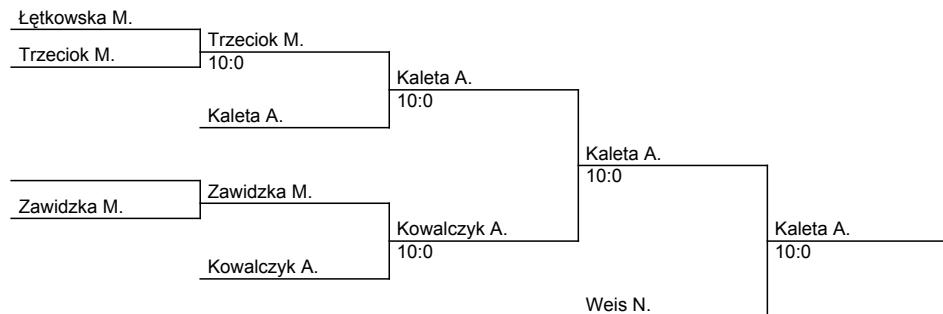 Łętkowska M.
Trzeciok M.
Trzeciok M.
10:0
Kaleta A.
10:0
Kaleta A.
Kaleta A.
10:0
Zawidzka M.
Zawidzka M.
Kowalczyk A.
10:0
Kaleta A.
10:0
Kowalczyk A.
Weis N.